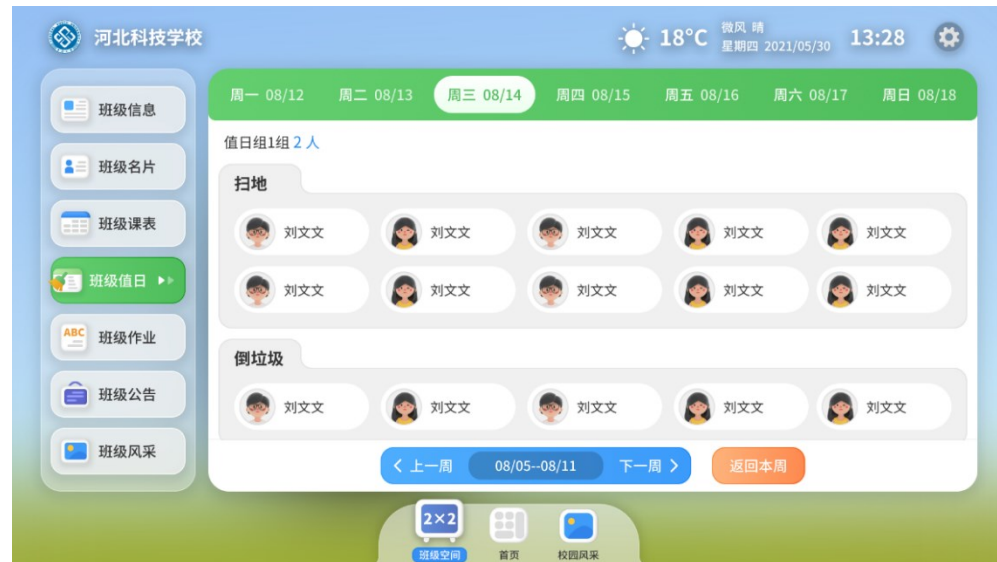 河北科技学校
18°C
微风 晴
星期四 2021/05/30
13:28
班级信息
班级名片
班级课表
班级值日
ABC
班级作业
班级公告
班级风采
周一 08/12 周二 08/13 周三 08/14 周四 08/15 周五 08/16 周六 08/17 周日 08/18
值日组1组 2 人
扫地
刘文文 刘文文 刘文文 刘文文 刘文文
刘文文 刘文文 刘文文 刘文文 刘文文
倒垃圾
刘文文 刘文文 刘文文 刘文文 刘文文
上一周 08/05--08/11 下一周 返回本周
2×2
班级空间 首页 校园风采